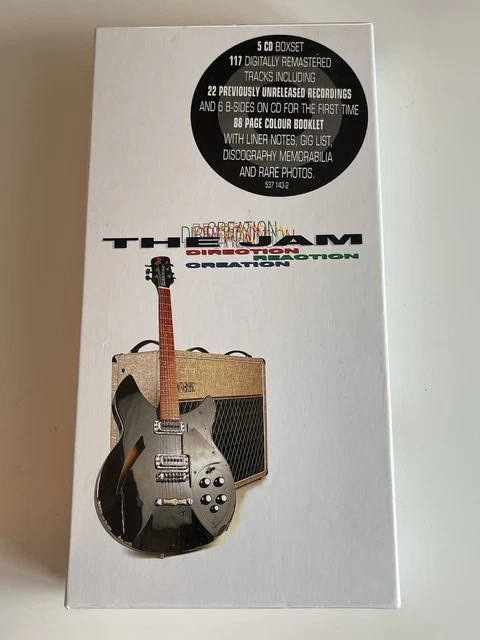 5 CD BOXSET
117 DIGITALLY REMASTERED
TRACKS INCLUDING
22 PREVIOUSLY UNRELEASED RECORDINGS
AND 6 B-SIDES ON CD FOR THE FIRST TIME
88 PAGE COLOUR BOOKLET
WITH LINER NOTES, GIG LIST,
DISCOGRAPHY MEMORABILIA
AND RARE PHOTOS.
537 143-2
CREATION
THE JAM
DIRECTION
REACTION
CREATION